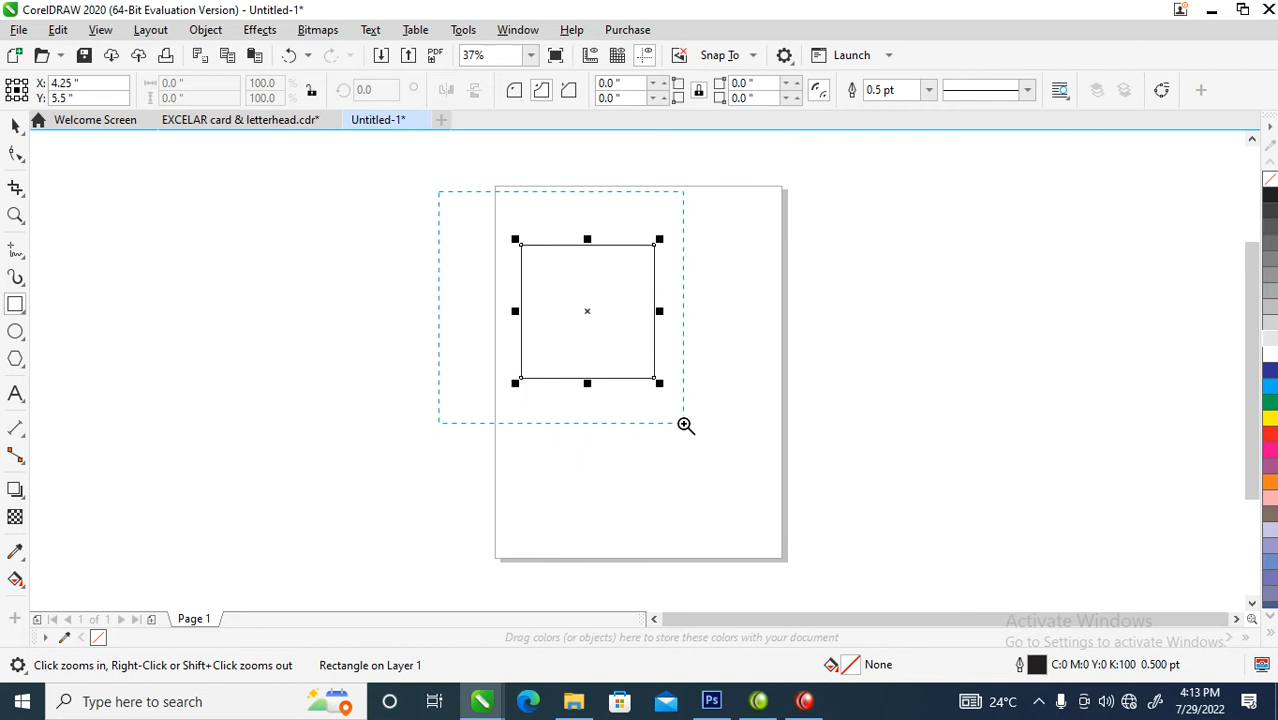 CorelDRAW 2020 (64-Bit Evaluation Version) - Untitled-1*
File Edit View Layout Object Effects Bitmaps Text Table Tools Window Help Purchase
PDF 37% Snap To Launch
X: 4.25 " 0.0 " 100.0 % 0.0 0.0 " 0.0 " 0.5 pt
Y: 5.5 " 0.0 " 100.0 % 0.0 " 0.0 "
Welcome Screen EXCELAR card & letterhead.cdr* Untitled-1*
1 of 1 Page 1
Activate Windows
Drag colors (or objects) here to store these colors with your document
Go to Settings to activate Windows.
Click zooms in, Right-Click or Shift+Click zooms out Rectangle on Layer 1 None C:0 M:0 Y:0 K:100 0.500 pt
Type here to search Ps 24°C 4:13 PM
7/29/2022